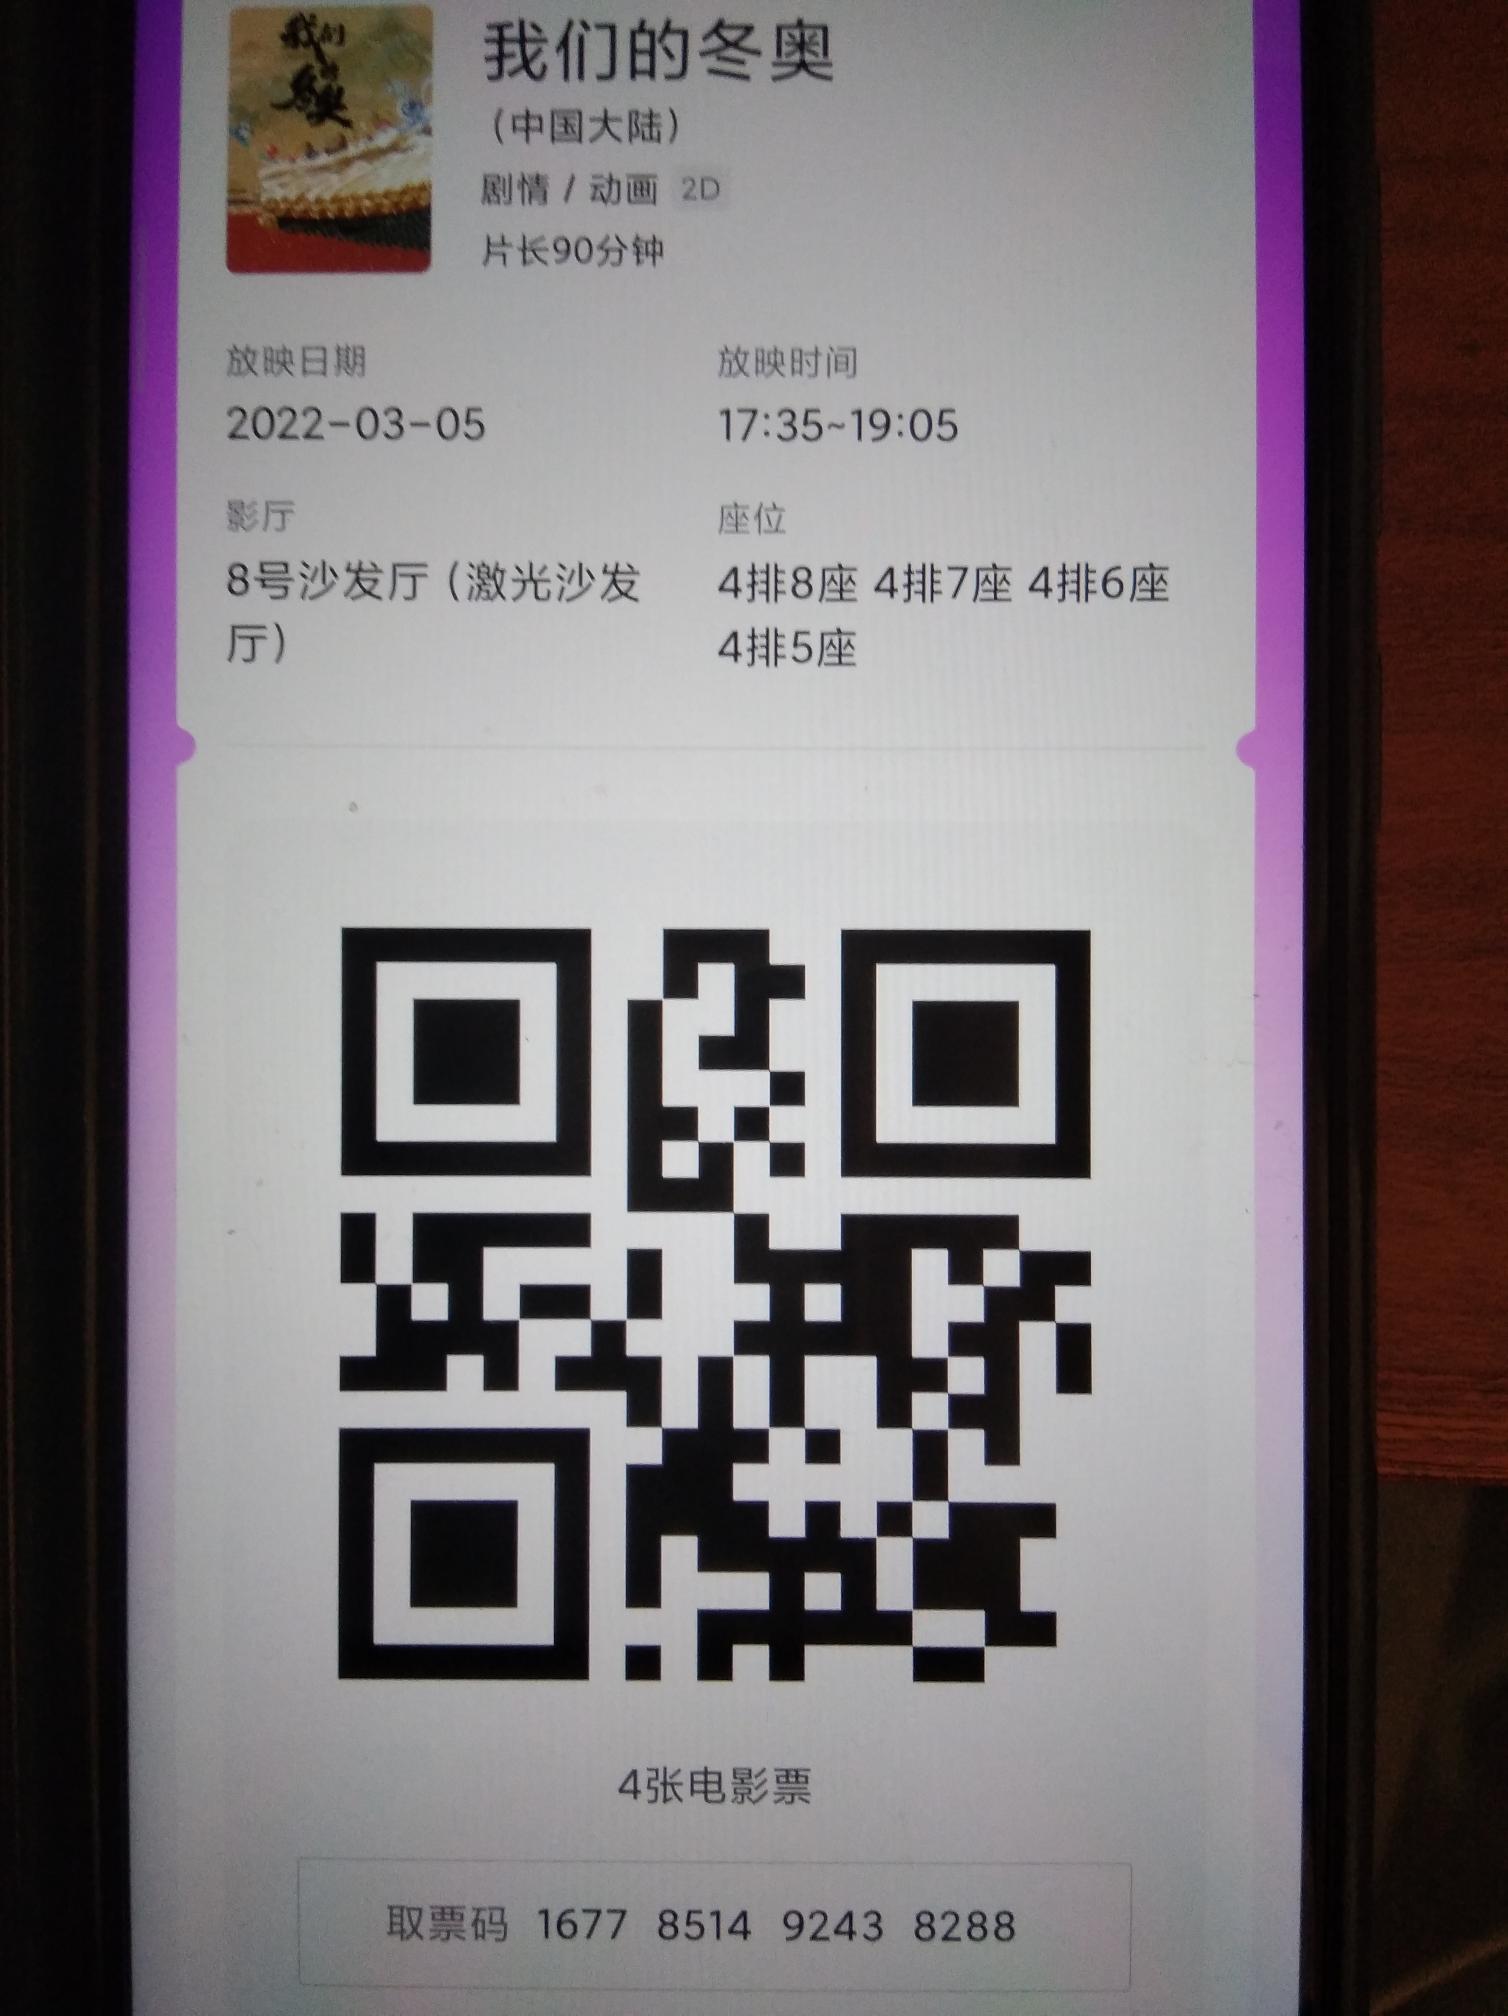 我们的冬奥
我们的冬奥
(中国大陆)
剧情 / 动画 2D
片长90分钟
放映日期
放映时间
2022-03-05
17:35~19:05
影厅
座位
8号沙发厅 (激光沙发
厅)
4排8座 4排7座 4排6座
4排5座
4张电影票
取票码 1677 8514 9243 8288